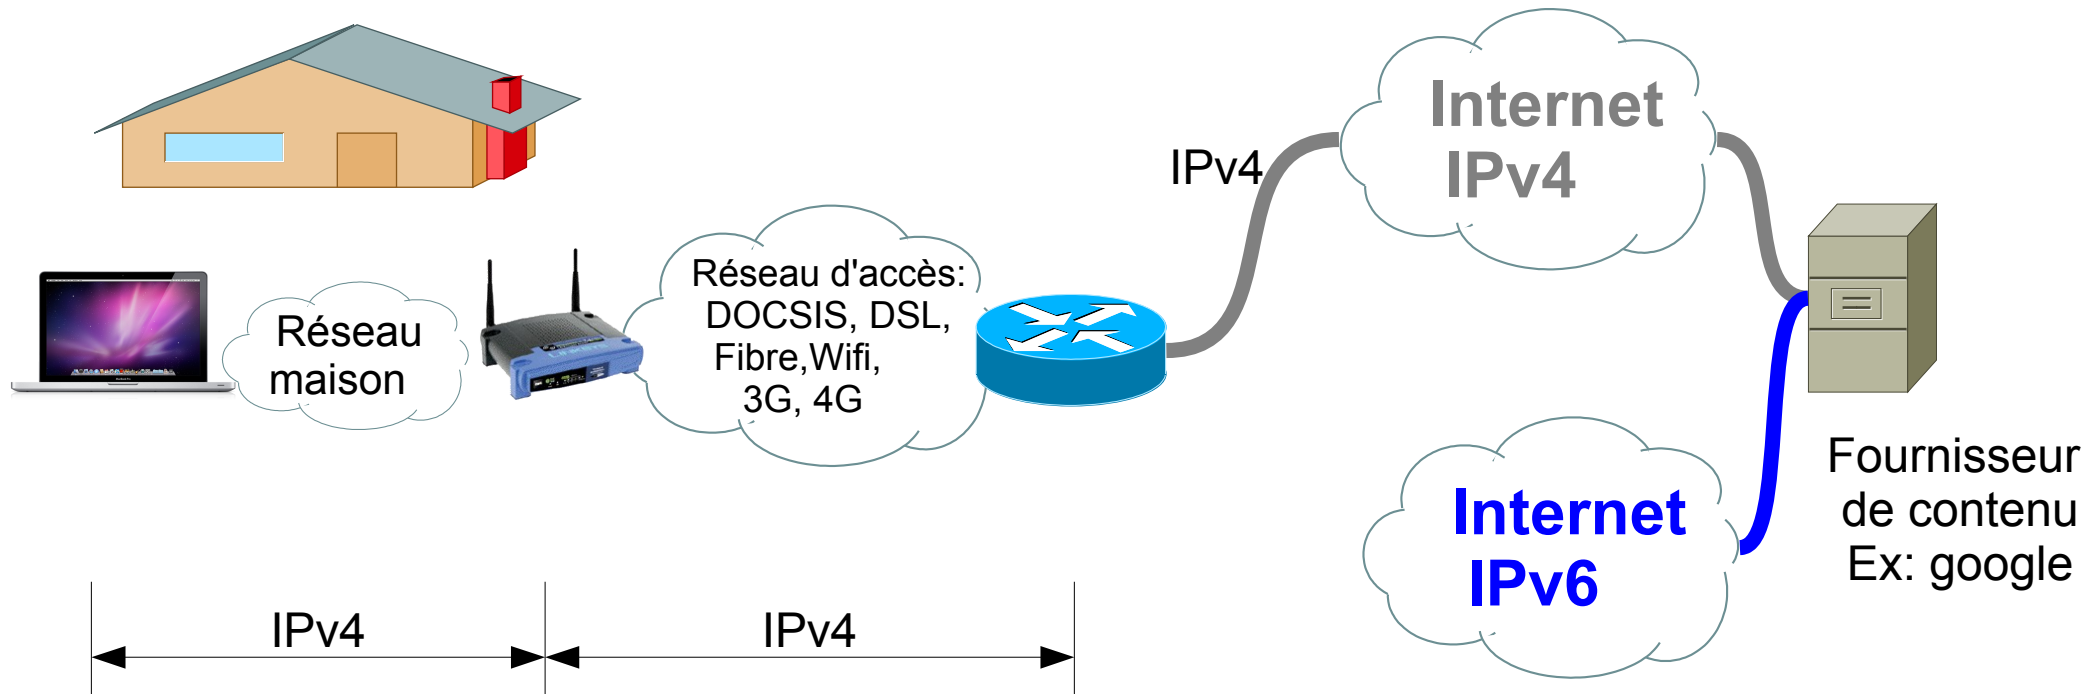 Internet
IPv4
IPv4
Réseau d'accès:
DOCSIS, DSL,
Fibre,Wifi,
3G, 4G
Réseau
maison
Fournisseur
de contenu
Ex: google
Internet
IPv6
IPv4
IPv4